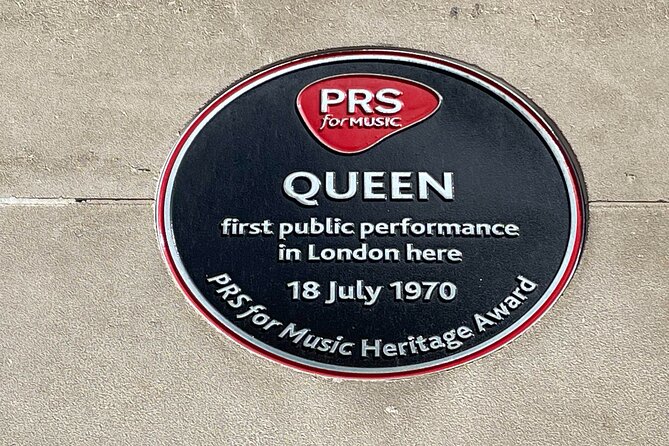 PRS
for MUSIC
QUEEN
first public performance
in London here
18 July 1970
PRS for Music Heritage Award